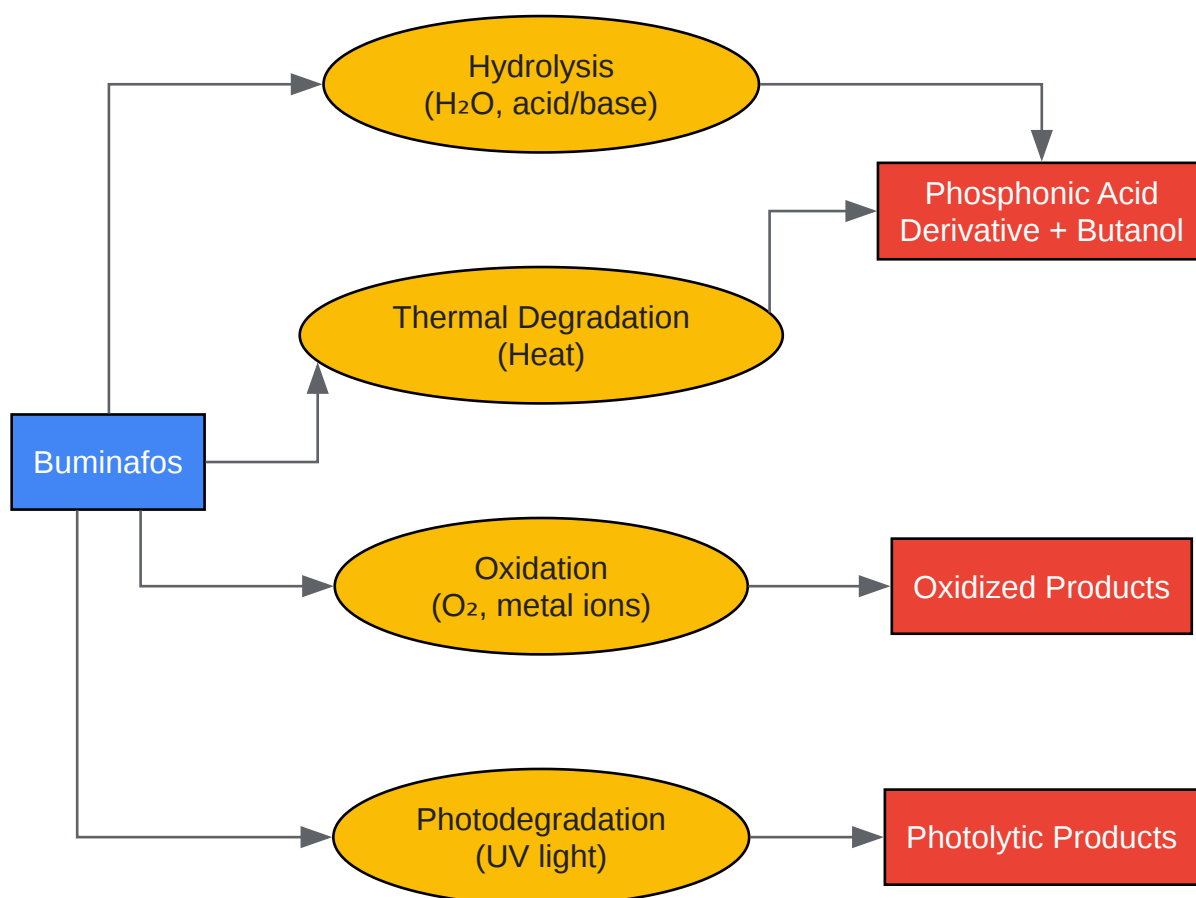 Hydrolysis
(H₂O, acid/base)
Phosphonic Acid
Derivative + Butanol
Thermal Degradation
(Heat)
Buminafos
Oxidation
(O₂, metal ions)
Oxidized Products
Photodegradation
(UV light)
Photolytic Products